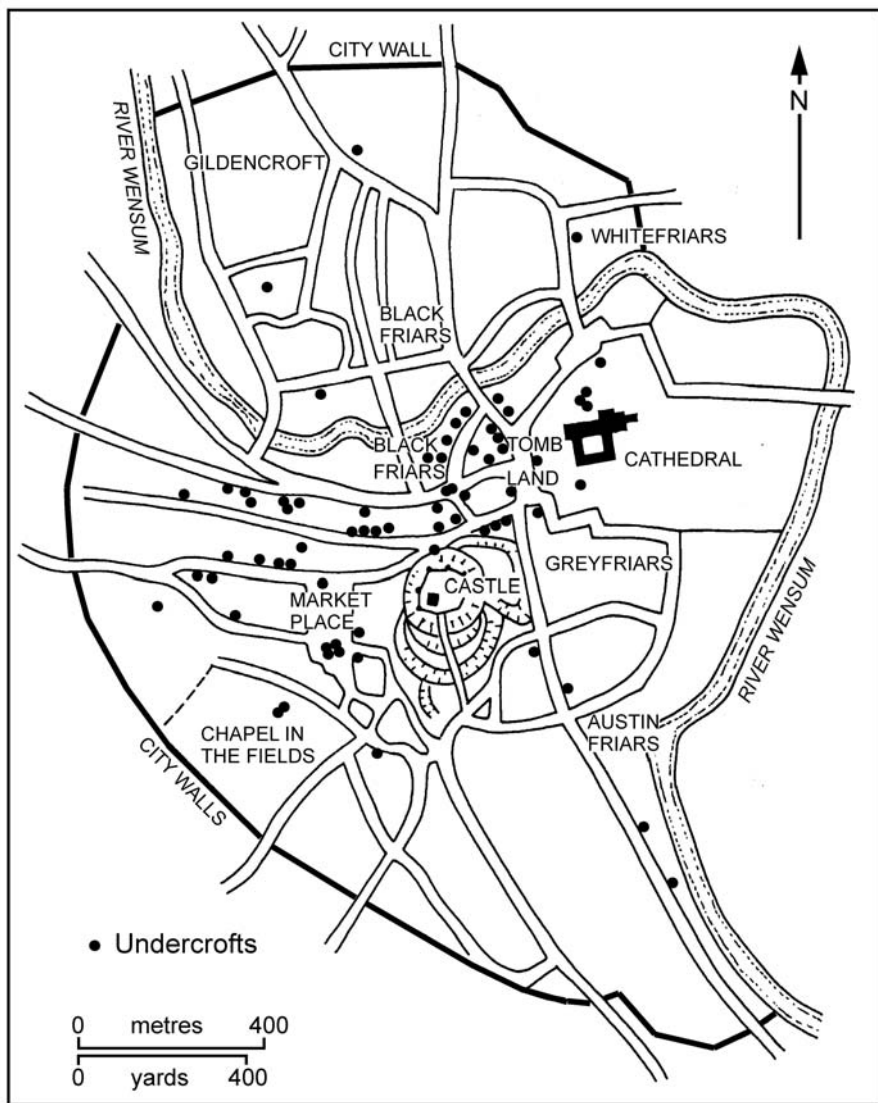 CITY WALL
N
RIVER WENSUM
GILDENCROFT
WHITEFRIARS
BLACK
FRIARS
BLACK
FRIARS
TOMB
LAND
CATHEDRAL
GREYFRIARS
CASTLE
MARKET
PLACE
RIVER WENSUM
AUSTIN
FRIARS
CHAPEL IN
THE FIELDS
CITY WALLS
Undercrofts
0 metres 400
0 yards 400